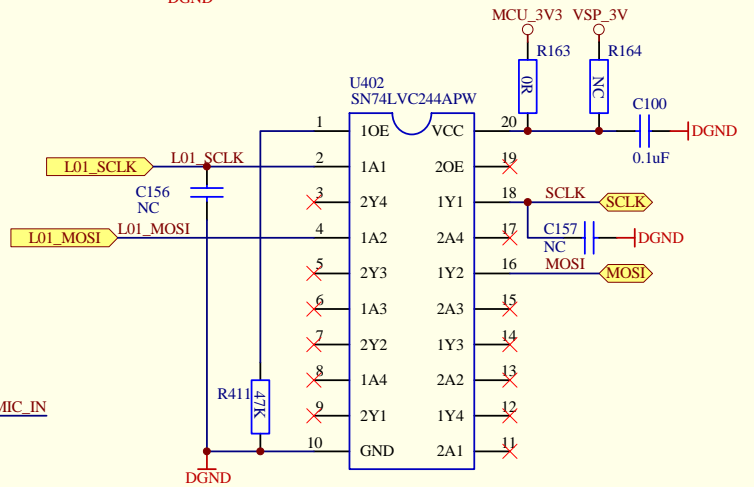 DGND
MCU_3V3 VSP_3V
R163 R164
0R NC
U402
SN74LVC244APW
C100
0.1uF
DGND
1 1OE VCC 20
L01_SCLK L01_SCLK 2 1A1 2OE 19
C156
NC
3 2Y4 1Y1 18 SCLK SCLK
L01_MOSI L01_MOSI 4 1A2 2A4 17
C157
NC
DGND
5 2Y3 1Y2 16 MOSI MOSI
6 1A3 2A3 15
7 2Y2 1Y3 14
8 1A4 2A2 13
R411 47K
9 2Y1 1Y4 12
MIC_IN
10 GND 2A1 11
DGND